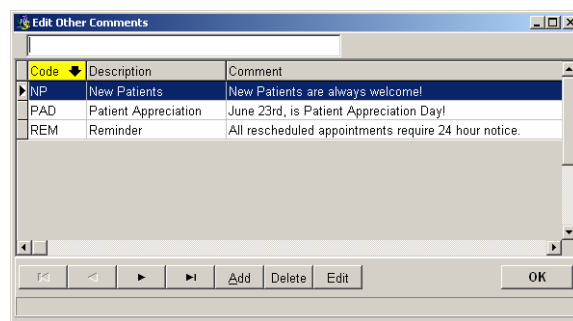 Edit Other Comments
Code Description Comment
NP New Patients New Patients are always welcome!
PAD Patient Appreciation June 23rd, is Patient Appreciation Day!
REM Reminder All rescheduled appointments require 24 hour notice.
Add Delete Edit OK